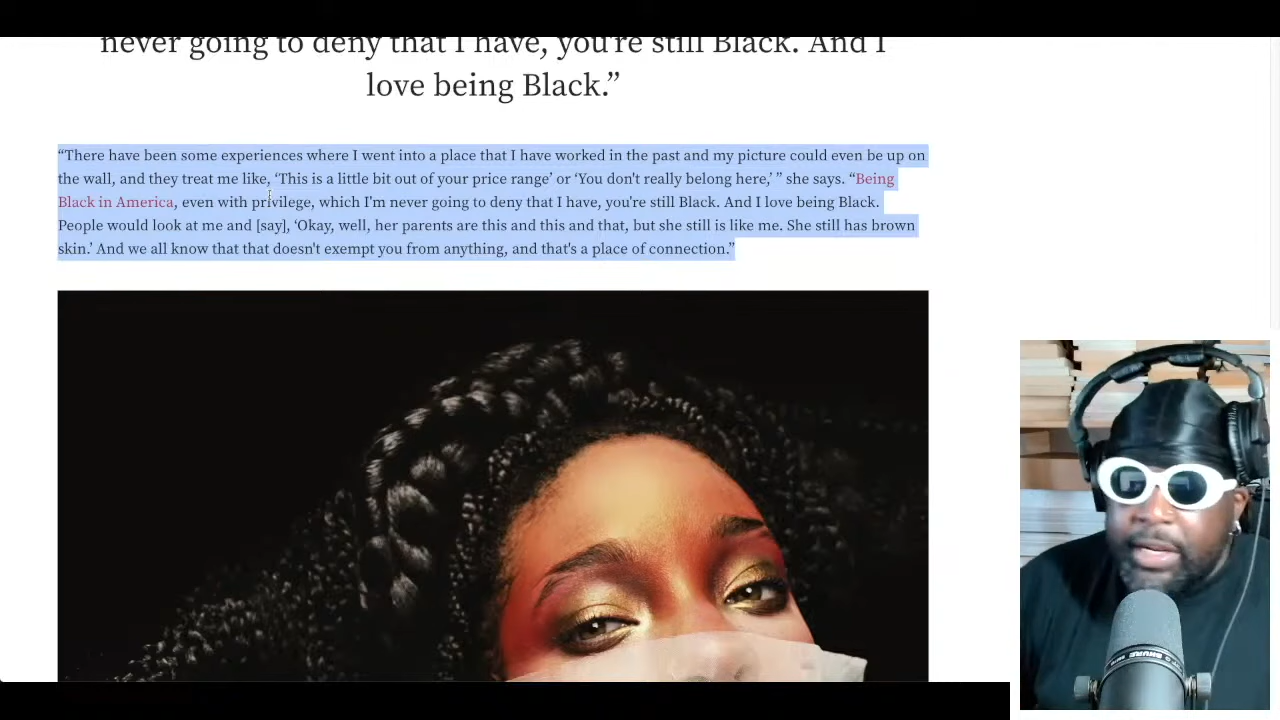 never going to deny that I have, you're still Black. And I
love being Black.”
“There have been some experiences where I went into a place that I have worked in the past and my picture could even be up on
the wall, and they treat me like, ‘This is a little bit out of your price range’ or ‘You don't really belong here,’ ” she says. “Being
Black in America, even with privilege, which I'm never going to deny that I have, you're still Black. And I love being Black.
People would look at me and [say], ‘Okay, well, her parents are this and this and that, but she still is like me. She still has brown
skin.’ And we all know that that doesn't exempt you from anything, and that's a place of connection.”
SHURE